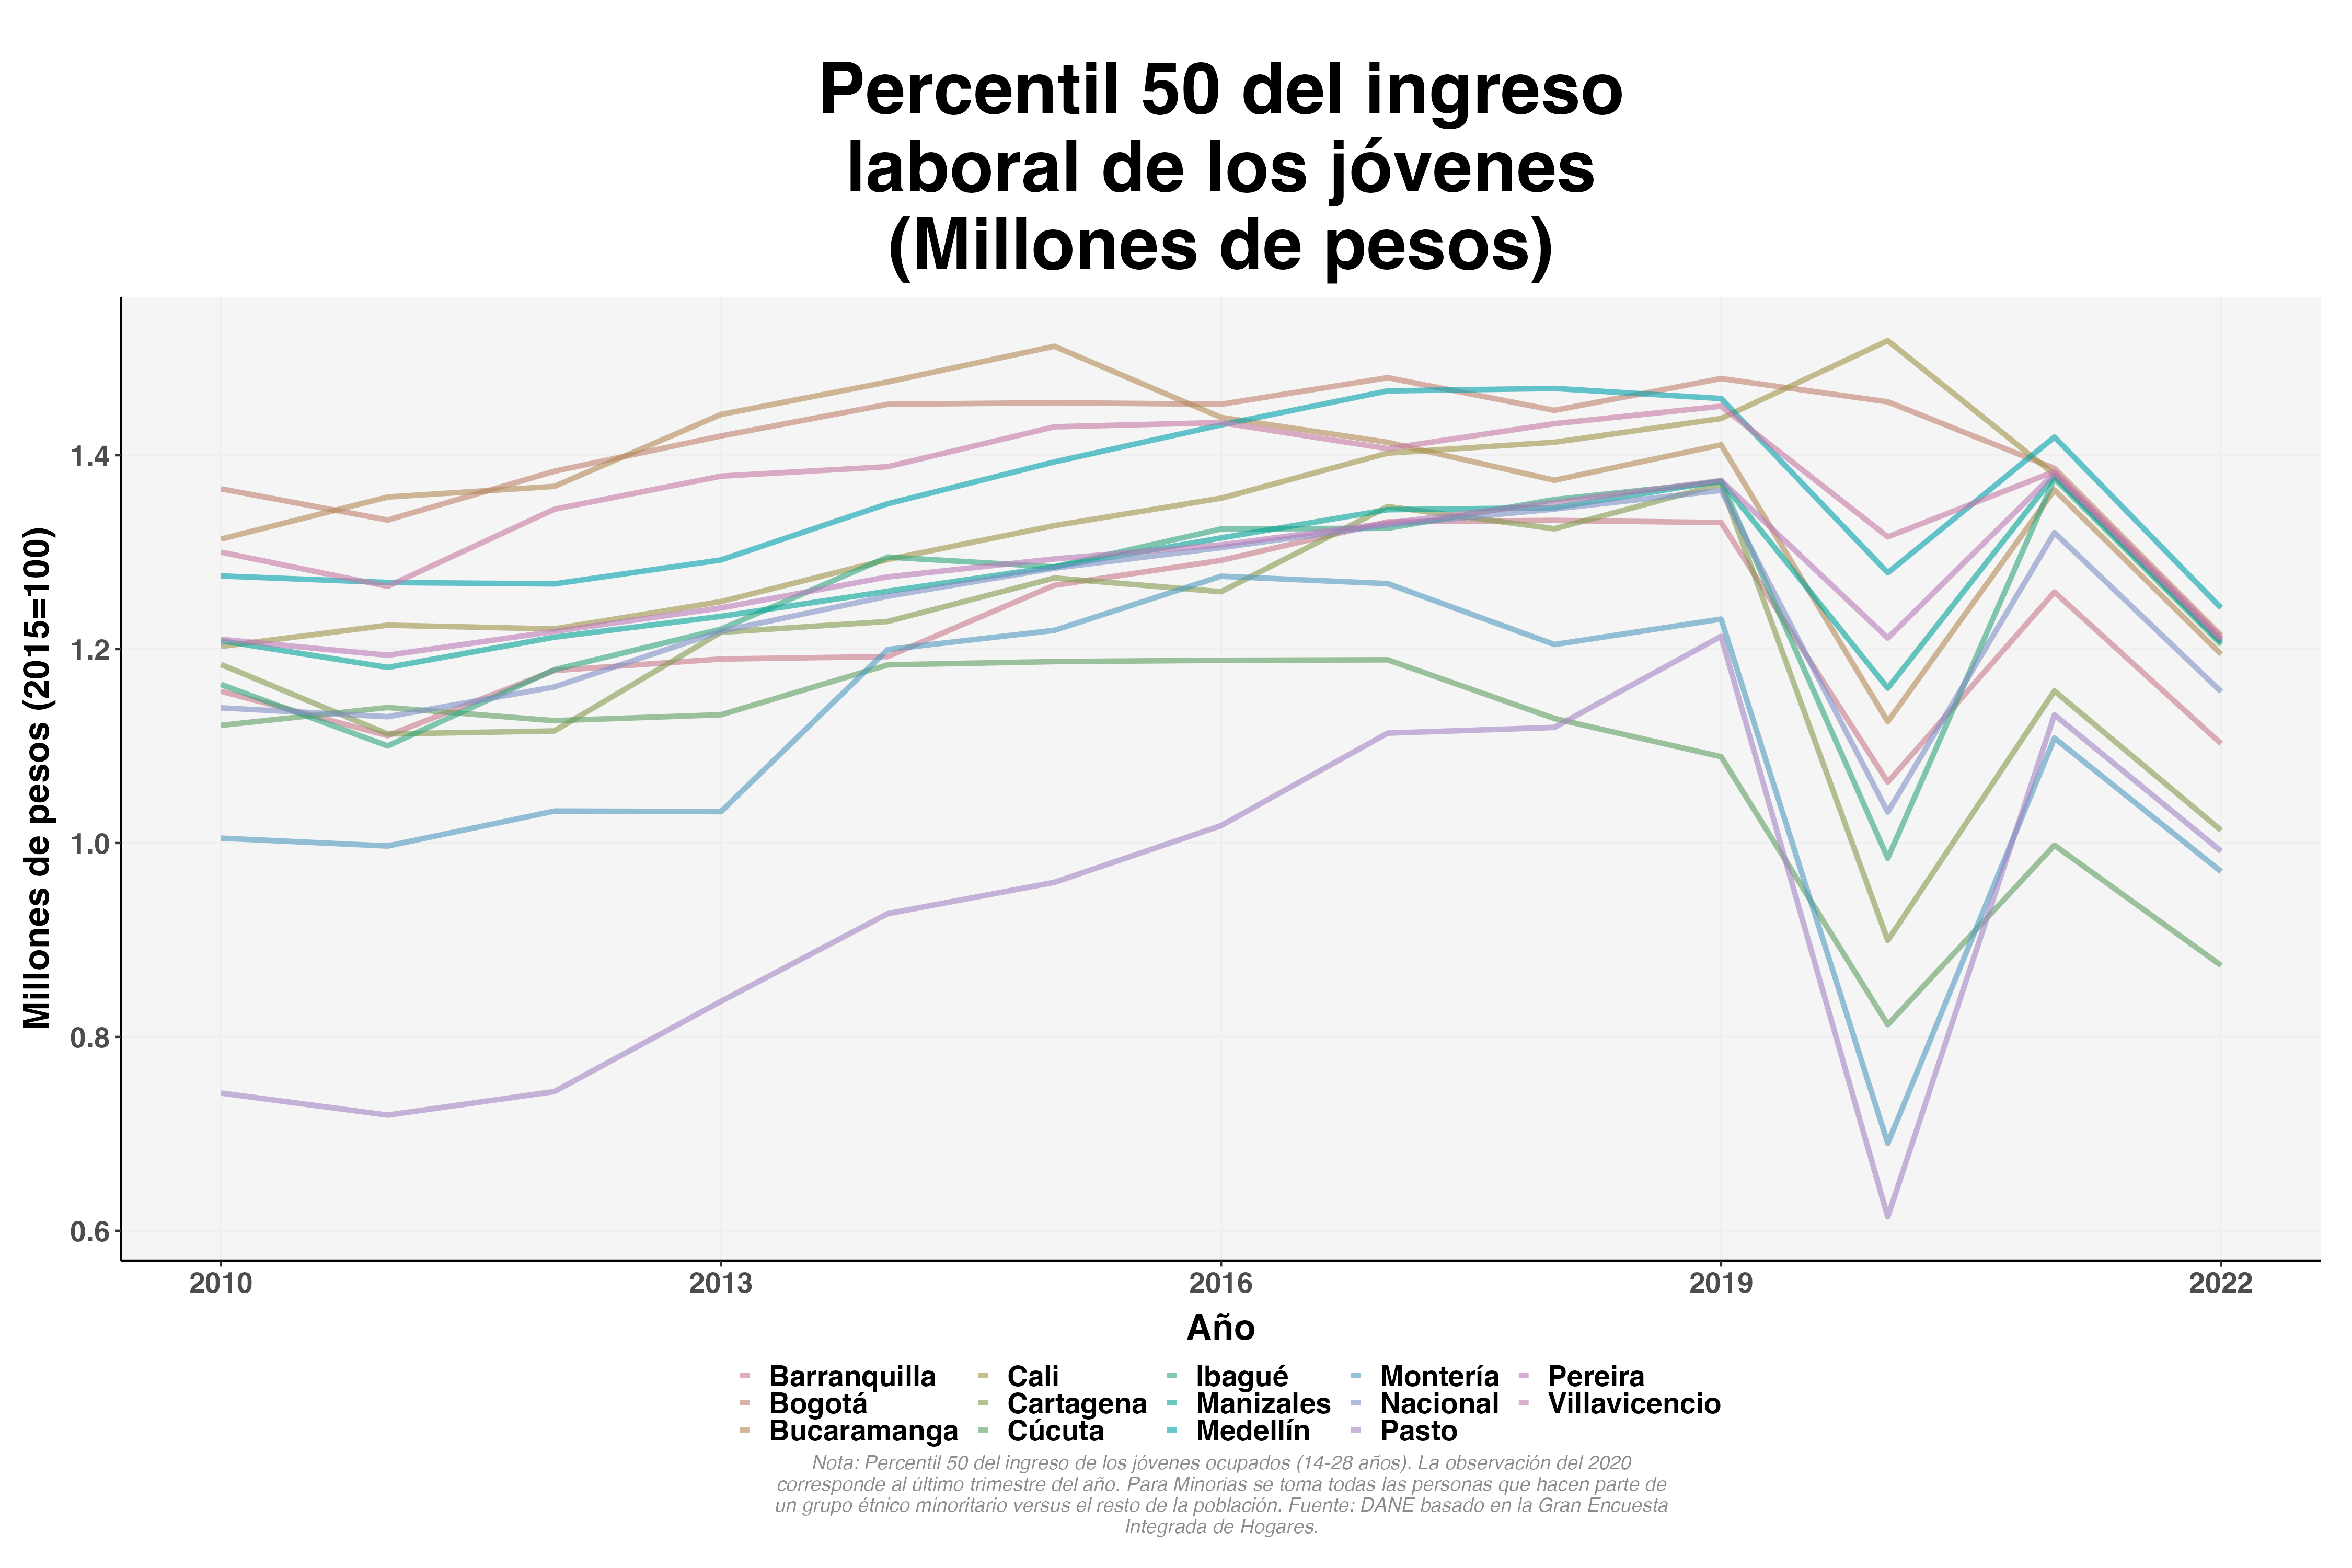 Percentil 50 del ingreso
laboral de los jóvenes
(Millones de pesos)
Millones de pesos (2015=100)
1.4
1.2
1.0
0.8
0.6
2010 2013 2016 2019 2022
Año
Barranquilla Cali Ibagué Montería Pereira
Bogotá Cartagena Manizales Nacional Villavicencio
Bucaramanga Cúcuta Medellín Pasto
Nota: Percentil 50 del ingreso de los jóvenes ocupados (14-28 años). La observación del 2020
corresponde al último trimestre del año. Para Minorias se toma todas las personas que hacen parte de
un grupo étnico minoritario versus el resto de la población. Fuente: DANE basado en la Gran Encuesta
Integrada de Hogares.